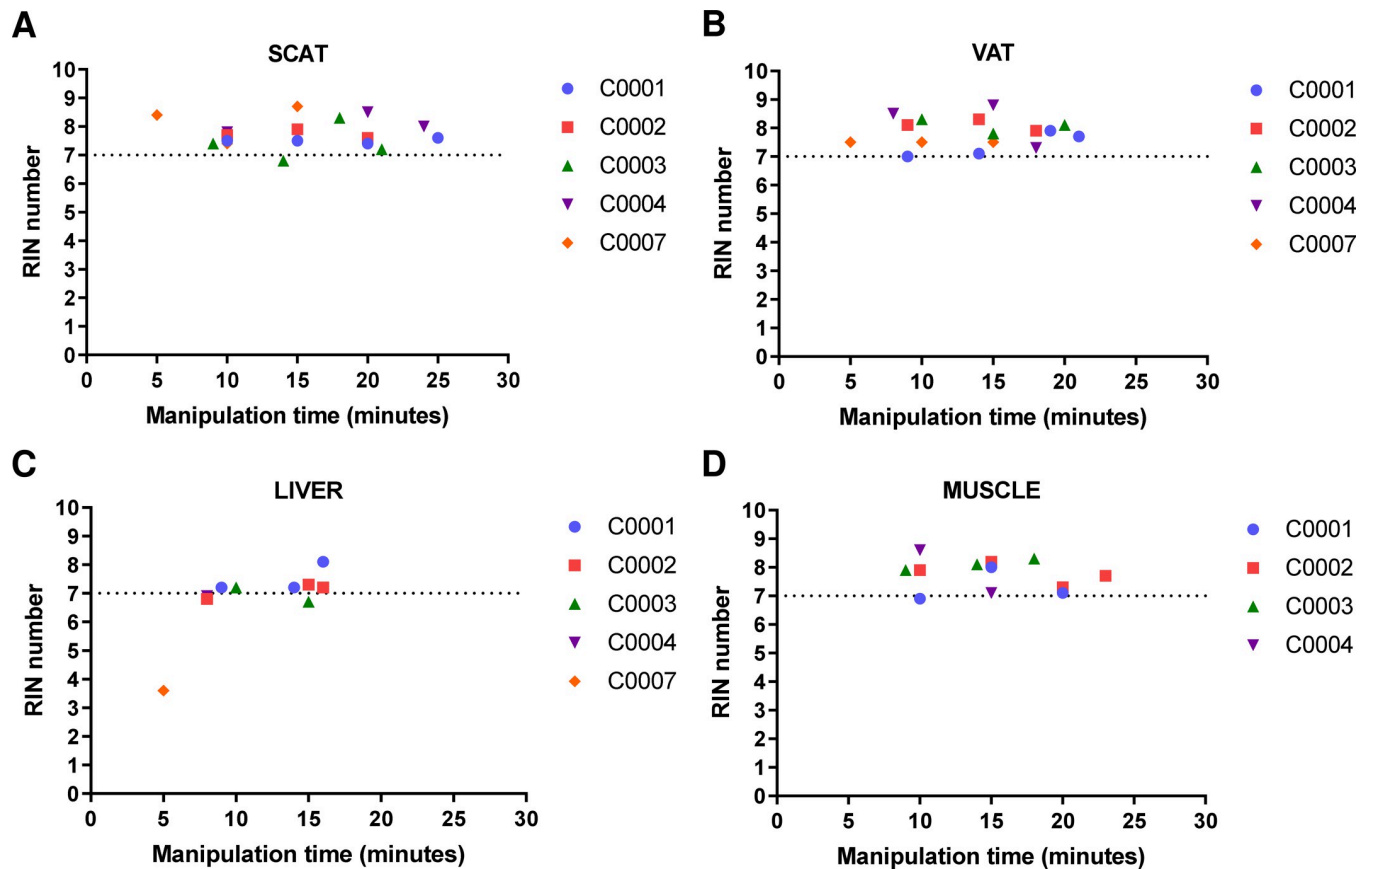 A
SCAT
10
9
8
7
6
5
4
3
2
1
0
RIN number
0 5 10 15 20 25 30
Manipulation time (minutes)
C0001
C0002
C0003
C0004
C0007
B
VAT
10
9
8
7
6
5
4
3
2
1
0
RIN number
0 5 10 15 20 25 30
Manipulation time (minutes)
C0001
C0002
C0003
C0004
C0007
C
LIVER
10
9
8
7
6
5
4
3
2
1
0
RIN number
0 5 10 15 20 25 30
Manipulation time (minutes)
C0001
C0002
C0003
C0004
C0007
D
MUSCLE
10
9
8
7
6
5
4
3
2
1
0
RIN number
0 5 10 15 20 25 30
Manipulation time (minutes)
C0001
C0002
C0003
C0004